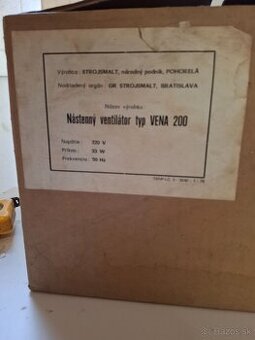 Výrobca: STROJSMALT, národný podnik, POHORELÁ
Nadriadený orgán: GR STROJSMALT, BRATISLAVA
Názov výrobku:
Nástenný ventilátor typ VENA 200
Napätie: 220 V
Príkon: 35 W
Frekvencia: 50 Hz
bazos.sk